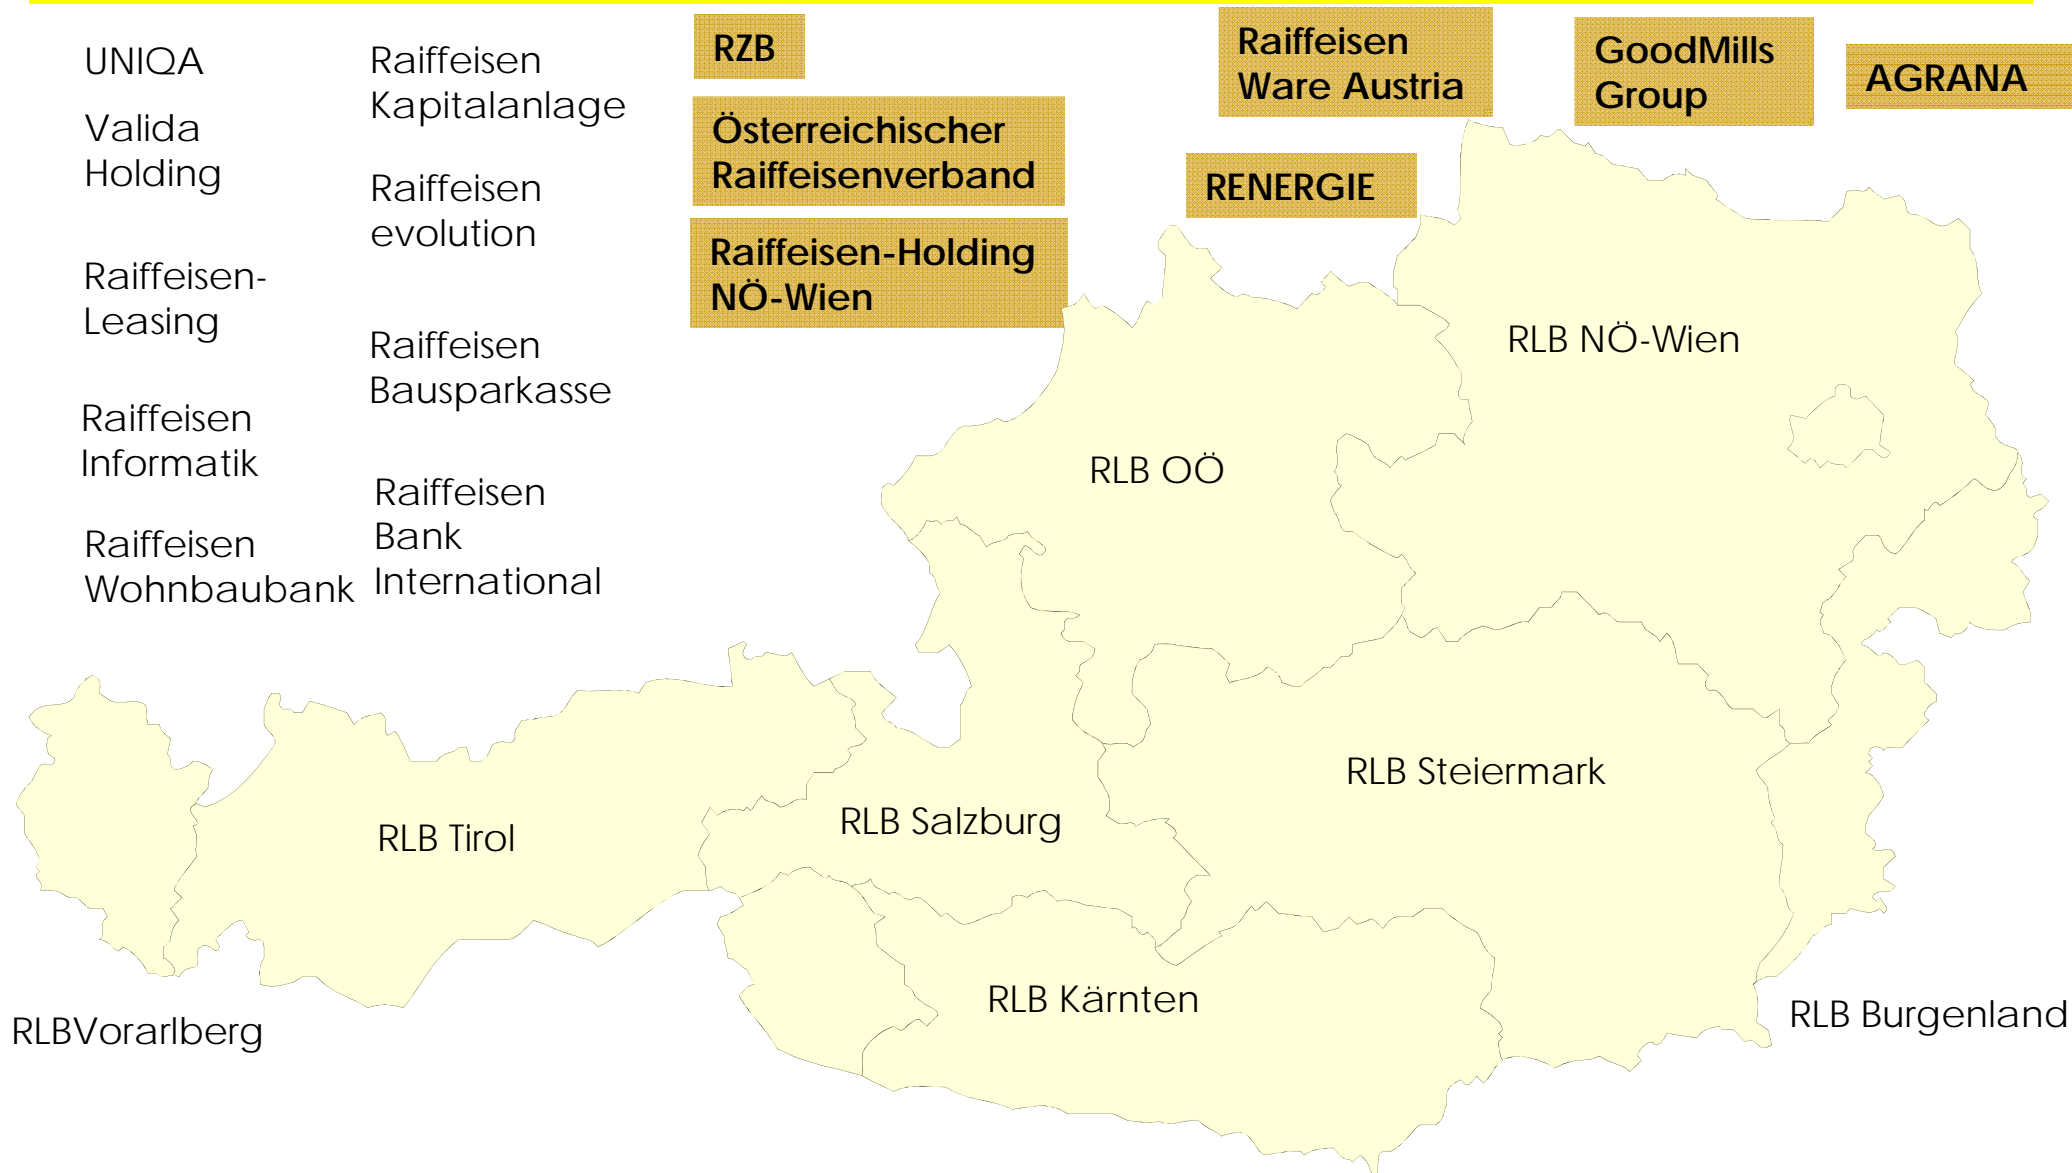 UNIQA
Valida
Holding
Raiffeisen-
Leasing
Raiffeisen
Informatik
Raiffeisen
Wohnbaubank
Raiffeisen
Kapitalanlage
Raiffeisen
evolution
Raiffeisen
Bausparkasse
Raiffeisen
Bank
International
RZB
Österreichischer
Raiffeisenverband
Raiffeisen-Holding
NÖ-Wien
Raiffeisen
Ware Austria
RENERGIE
GoodMills
Group
AGRANA
RLB NÖ-Wien
RLB OÖ
RLB Steiermark
RLB Salzburg
RLB Tirol
RLB Kärnten
RLBVorarlberg
RLB Burgenland